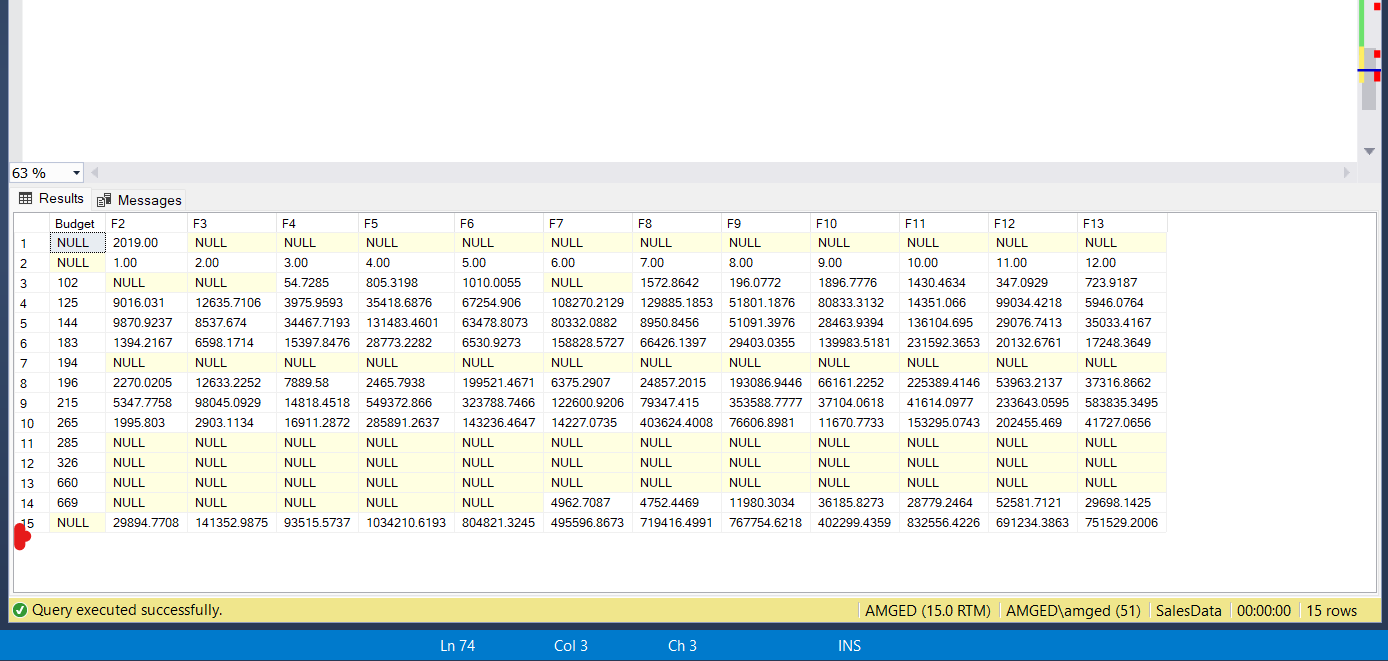 63 %
Results Messages
Budget F2 F3 F4 F5 F6 F7 F8 F9 F10 F11 F12 F13
1 NULL 2019.00 NULL NULL NULL NULL NULL NULL NULL NULL NULL NULL NULL
2 NULL 1.00 2.00 3.00 4.00 5.00 6.00 7.00 8.00 9.00 10.00 11.00 12.00
3 102 NULL NULL 54.7285 805.3198 1010.0055 NULL 1572.8642 196.0772 1896.7776 1430.4634 347.0929 723.9187
4 125 9016.031 12635.7106 3975.9593 35418.6876 67254.906 108270.2129 129885.1853 51801.1876 80833.3132 14351.066 99034.4218 5946.0764
5 144 9870.9237 8537.674 34467.7193 131483.4601 63478.8073 80332.0882 8950.8456 51091.3976 28463.9394 136104.695 29076.7413 35033.4167
6 183 1394.2167 6598.1714 15397.8476 28773.2282 6530.9273 158828.5727 66426.1397 29403.0355 139983.5181 231592.3653 20132.6761 17248.3649
7 194 NULL NULL NULL NULL NULL NULL NULL NULL NULL NULL NULL NULL
8 196 2270.0205 12633.2252 7889.58 2465.7938 199521.4671 6375.2907 24857.2015 193086.9446 66161.2252 225389.4146 53963.2137 37316.8662
9 215 5347.7758 98045.0929 14818.4518 549372.866 323788.7466 122600.9206 79347.415 353588.7777 37104.0618 41614.0977 233643.0595 583835.3495
10 265 1995.803 2903.1134 16911.2872 285891.2637 143236.4647 14227.0735 403624.4008 76606.8981 11670.7733 153295.0743 202455.469 41727.0656
11 285 NULL NULL NULL NULL NULL NULL NULL NULL NULL NULL NULL NULL
12 326 NULL NULL NULL NULL NULL NULL NULL NULL NULL NULL NULL NULL
13 660 NULL NULL NULL NULL NULL NULL NULL NULL NULL NULL NULL NULL
14 669 NULL NULL NULL NULL NULL 4962.7087 4752.4469 11980.3034 36185.8273 28779.2464 52581.7121 29698.1425
15 NULL 29894.7708 141352.9875 93515.5737 1034210.6193 804821.3245 495596.8673 719416.4991 767754.6218 402299.4359 832556.4226 691234.3863 751529.2006
Query executed successfully. AMGED (15.0 RTM) AMGED\amged (51) SalesData 00:00:00 15 rows
Ln 74 Col 3 Ch 3 INS